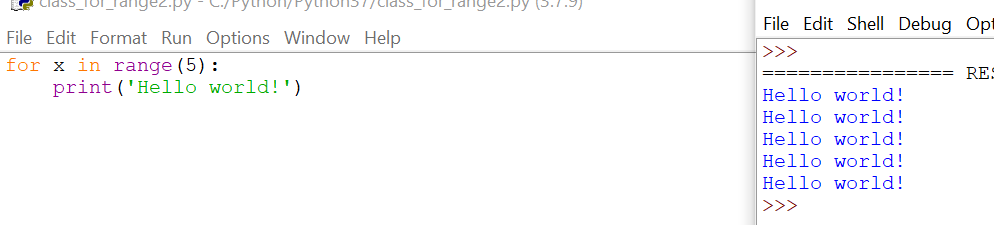 class_for_range2.py - C:/Python/Python37/class_for_range2.py (3.7.9)
File Edit Format Run Options Window Help
for x in range(5):
    print('Hello world!')
File Edit Shell Debug
>>>
================ RES
Hello world!
Hello world!
Hello world!
Hello world!
Hello world!
>>>